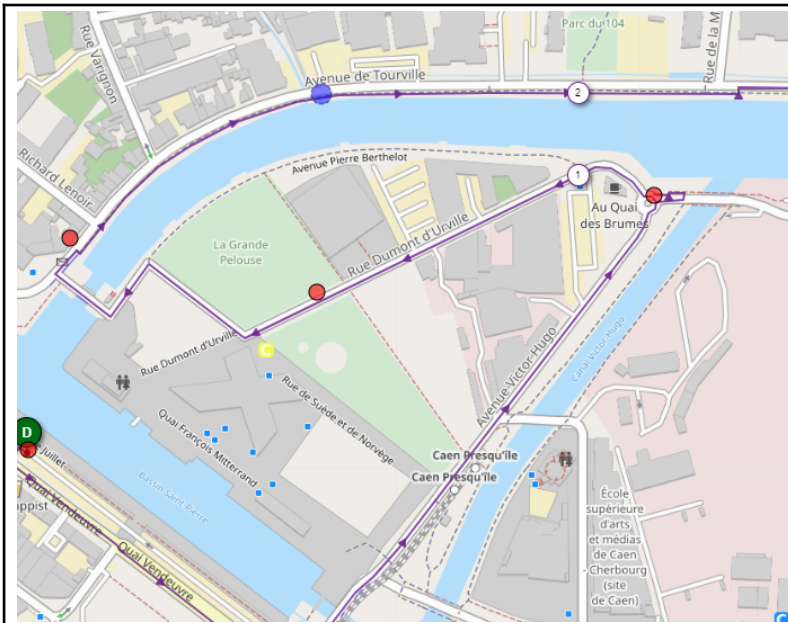 Parc du 104
Rue de la M
Rue Varignon
Avenue de Tourville
2
Richard Lenoir
Avenue Pierre Berthelot
1
Au Quai
des Brumes
La Grande
Pelouse
Rue Dumont d'Urville
Rue Dumont d'Urville
C
Rue de Suède et de Norvège
Avenue Victor Hugo
Canal Victor Hugo
Quai François Mitterrand
D
Juillet
Caen Presqu'île
Caen Presqu'île
Bassin Saint-Pierre
Quai Vendeuvre
Quai Vendeuvre
appist
École
supérieure
d'arts
et médias
de Caen
- Cherbourg
(site
de Caen)
C